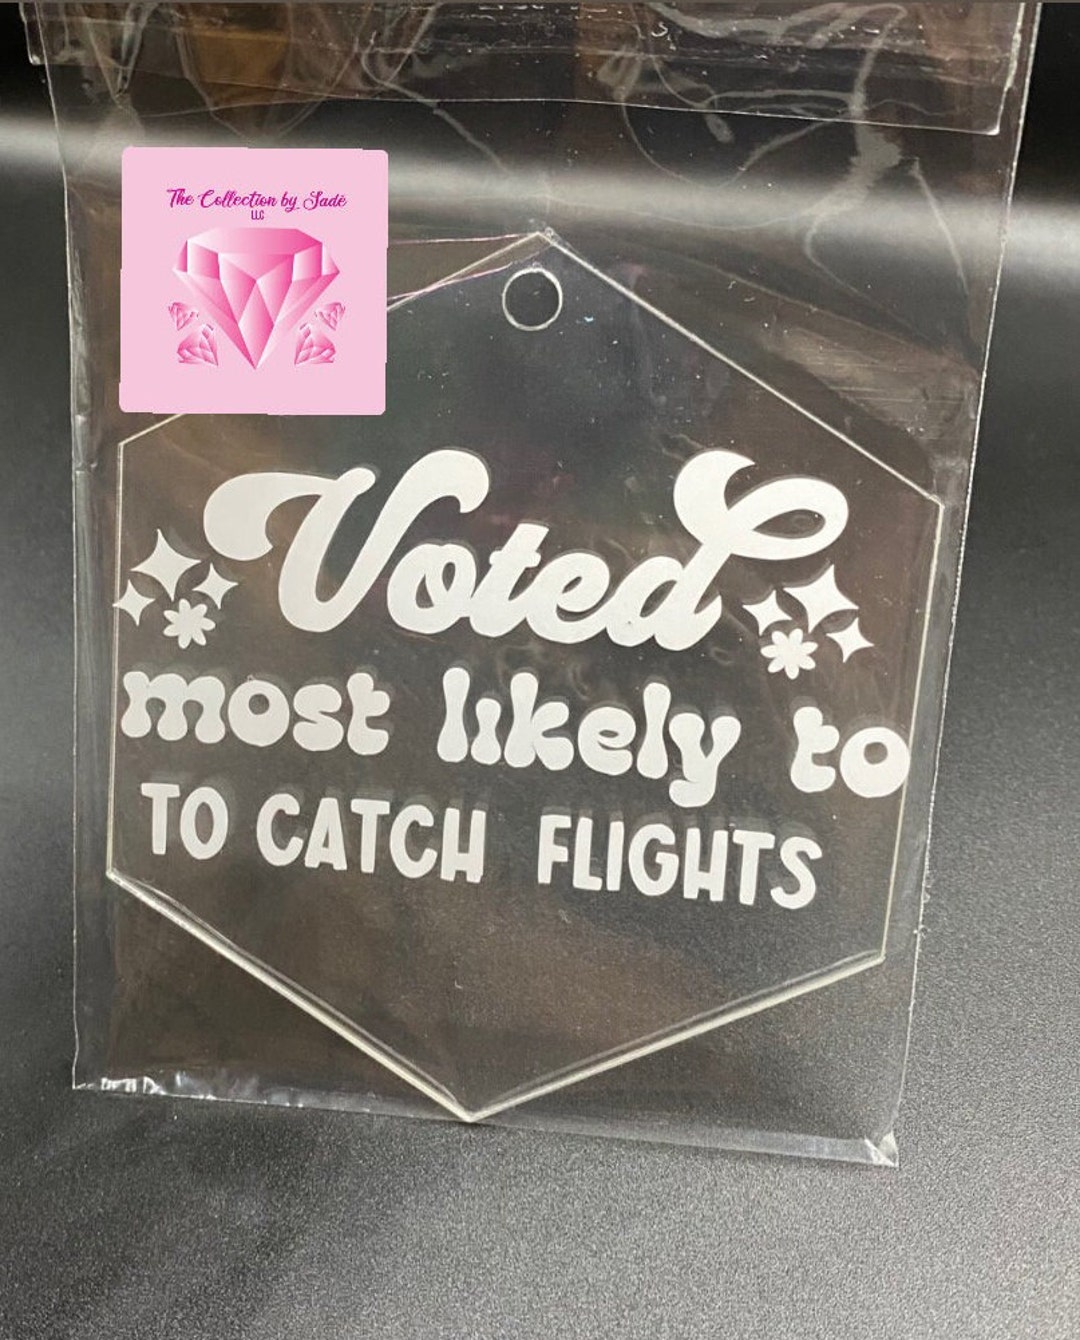 The Collection by Sadé
LLC
Voted
most likely to
TO CATCH FLIGHTS